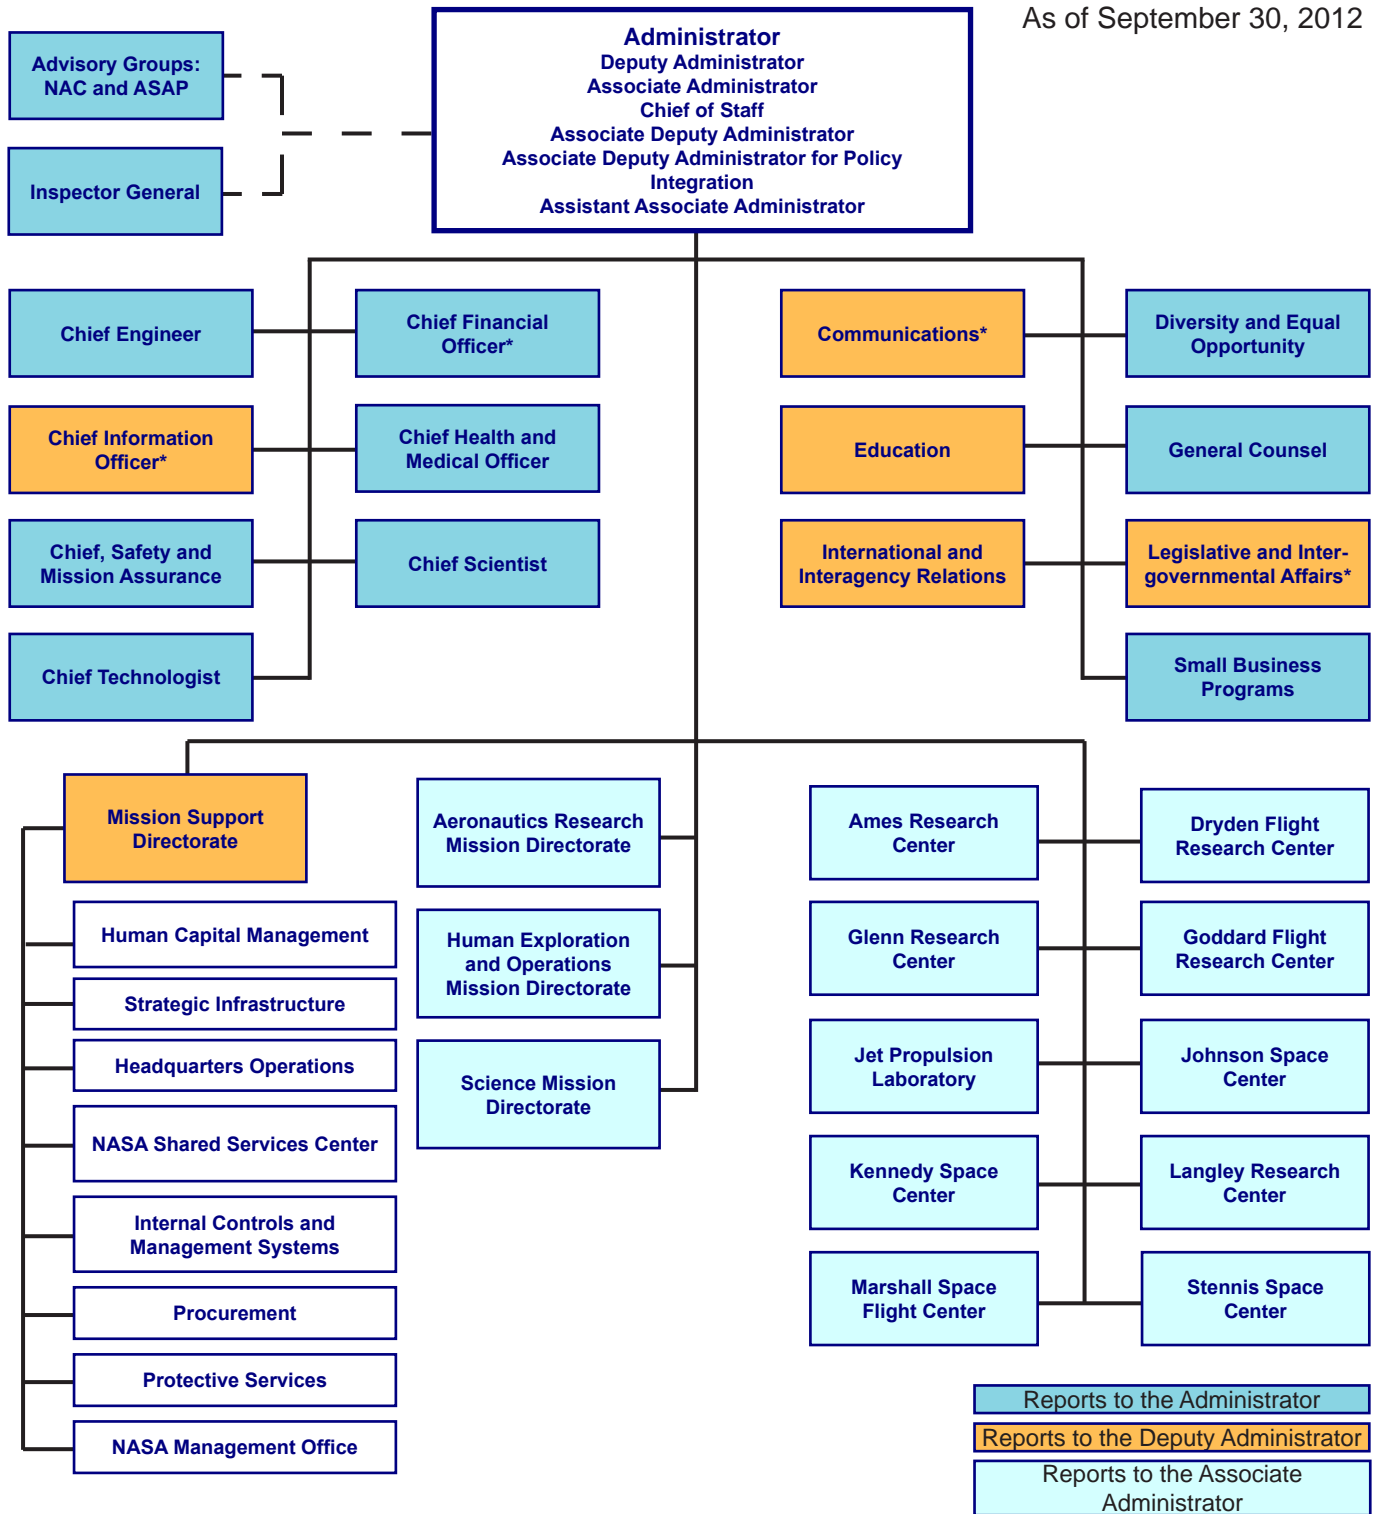 As of September 30, 2012
Administrator
Deputy Administrator
Associate Administrator
Chief of Staff
Associate Deputy Administrator
Associate Deputy Administrator for Policy
Integration
Assistant Associate Administrator
Advisory Groups:
NAC and ASAP
Inspector General
Chief Engineer
Chief Financial
Officer*
Communications*
Diversity and Equal
Opportunity
Chief Information
Officer*
Chief Health and
Medical Officer
Education
General Counsel
Chief, Safety and
Mission Assurance
Chief Scientist
International and
Interagency Relations
Legislative and Inter-
governmental Affairs*
Chief Technologist
Small Business
Programs
Mission Support
Directorate
Human Capital Management
Strategic Infrastructure
Headquarters Operations
NASA Shared Services Center
Internal Controls and
Management Systems
Procurement
Protective Services
NASA Management Office
Aeronautics Research
Mission Directorate
Human Exploration
and Operations
Mission Directorate
Science Mission
Directorate
Ames Research
Center
Dryden Flight
Research Center
Glenn Research
Center
Goddard Flight
Research Center
Jet Propulsion
Laboratory
Johnson Space
Center
Kennedy Space
Center
Langley Research
Center
Marshall Space
Flight Center
Stennis Space
Center
Reports to the Administrator
Reports to the Deputy Administrator
Reports to the Associate
Administrator